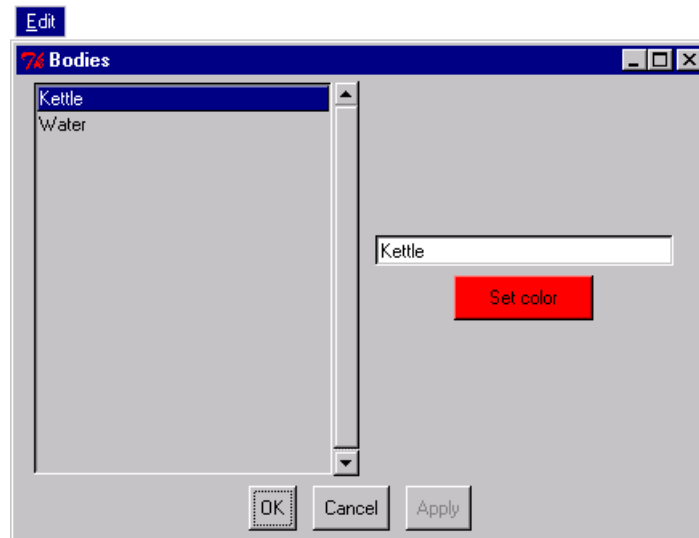 Edit
Bodies
Kettle
Water
Kettle
Set color
OK
Cancel
Apply